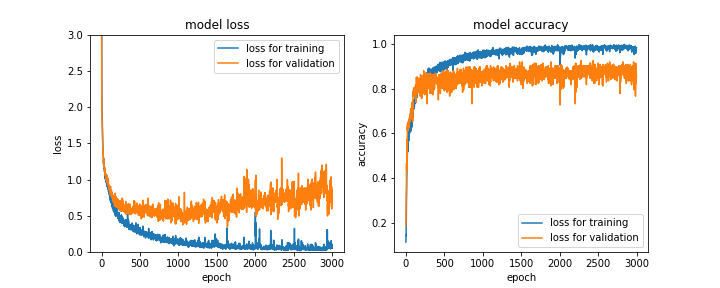 model loss
loss for training
loss for validation
3.0
2.5
2.0
1.5
1.0
0.5
0.0
loss
0 500 1000 1500 2000 2500 3000
epoch
model accuracy
1.0
0.8
0.6
0.4
0.2
accuracy
loss for training
loss for validation
0 500 1000 1500 2000 2500 3000
epoch